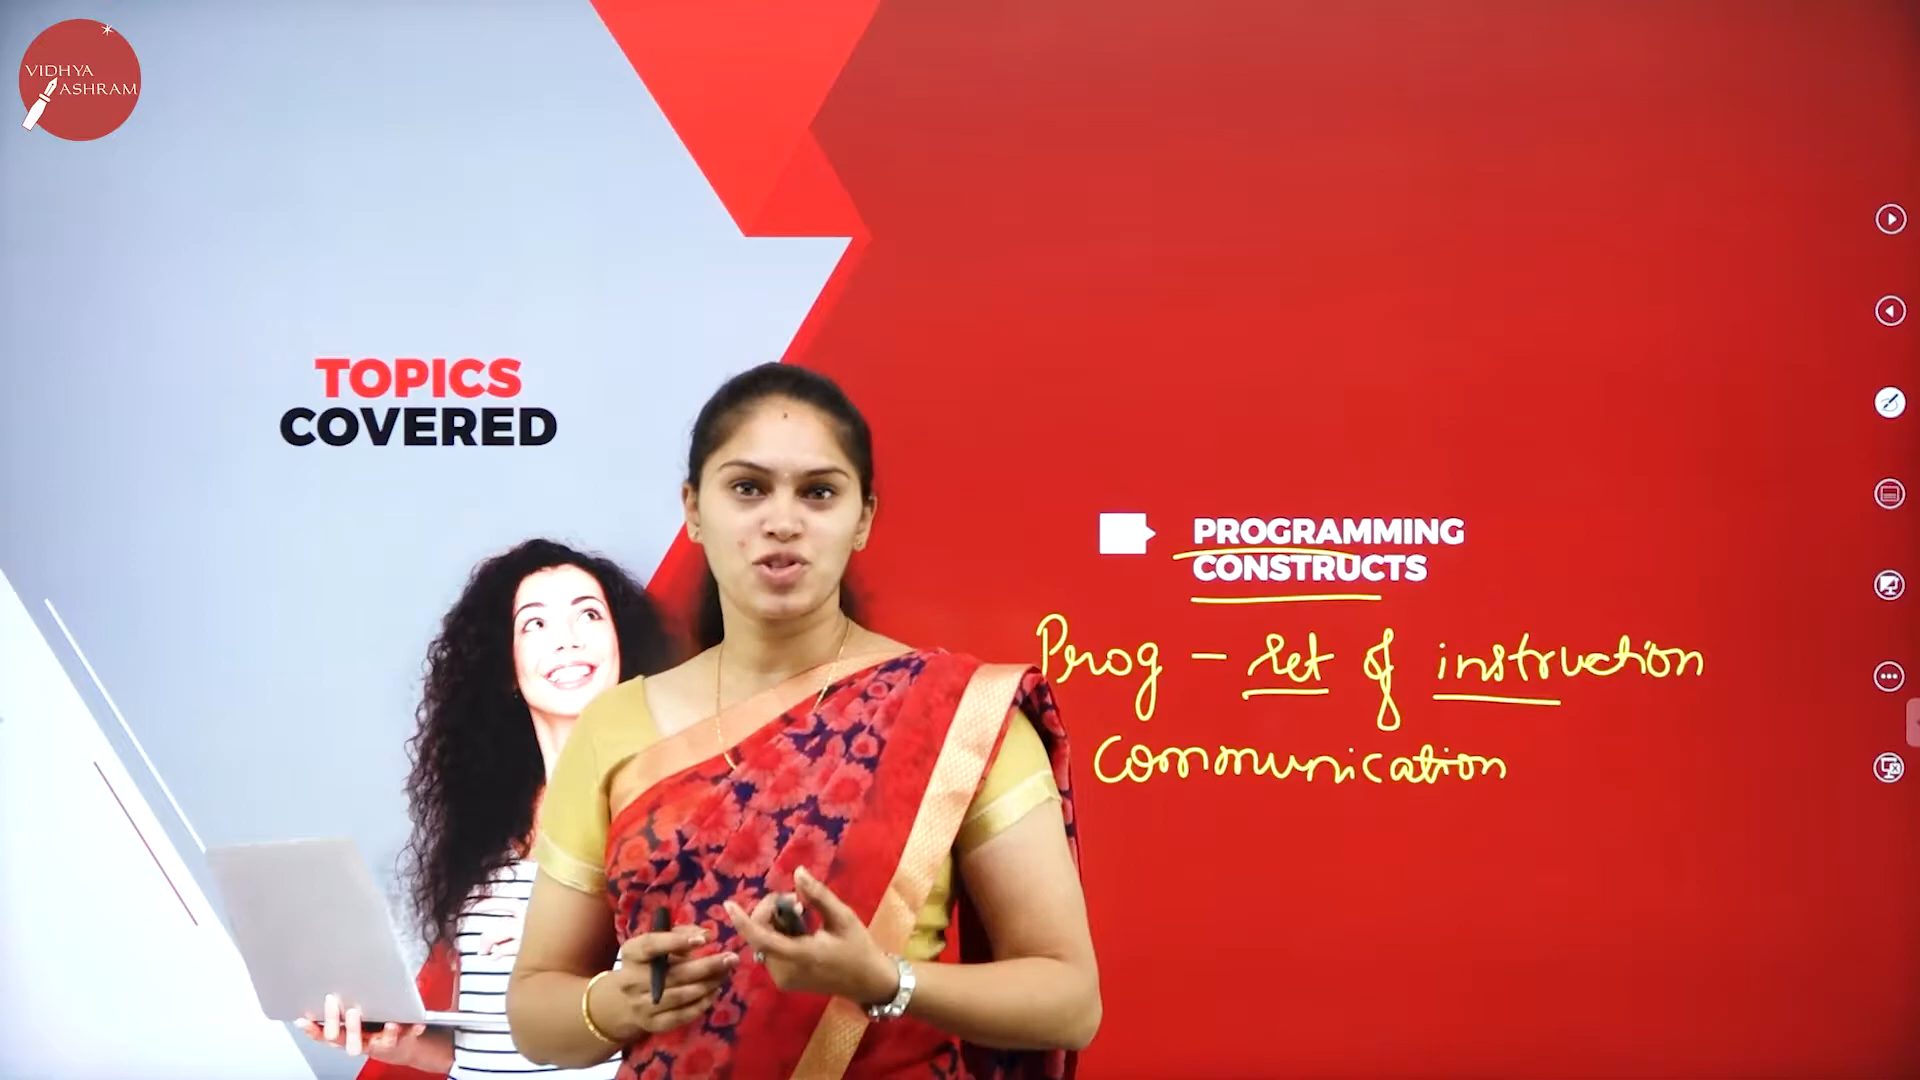 VIDHYA
ASHRAM
TOPICS
COVERED
PROGRAMMING
CONSTRUCTS
Prog - set of instruction
Communication